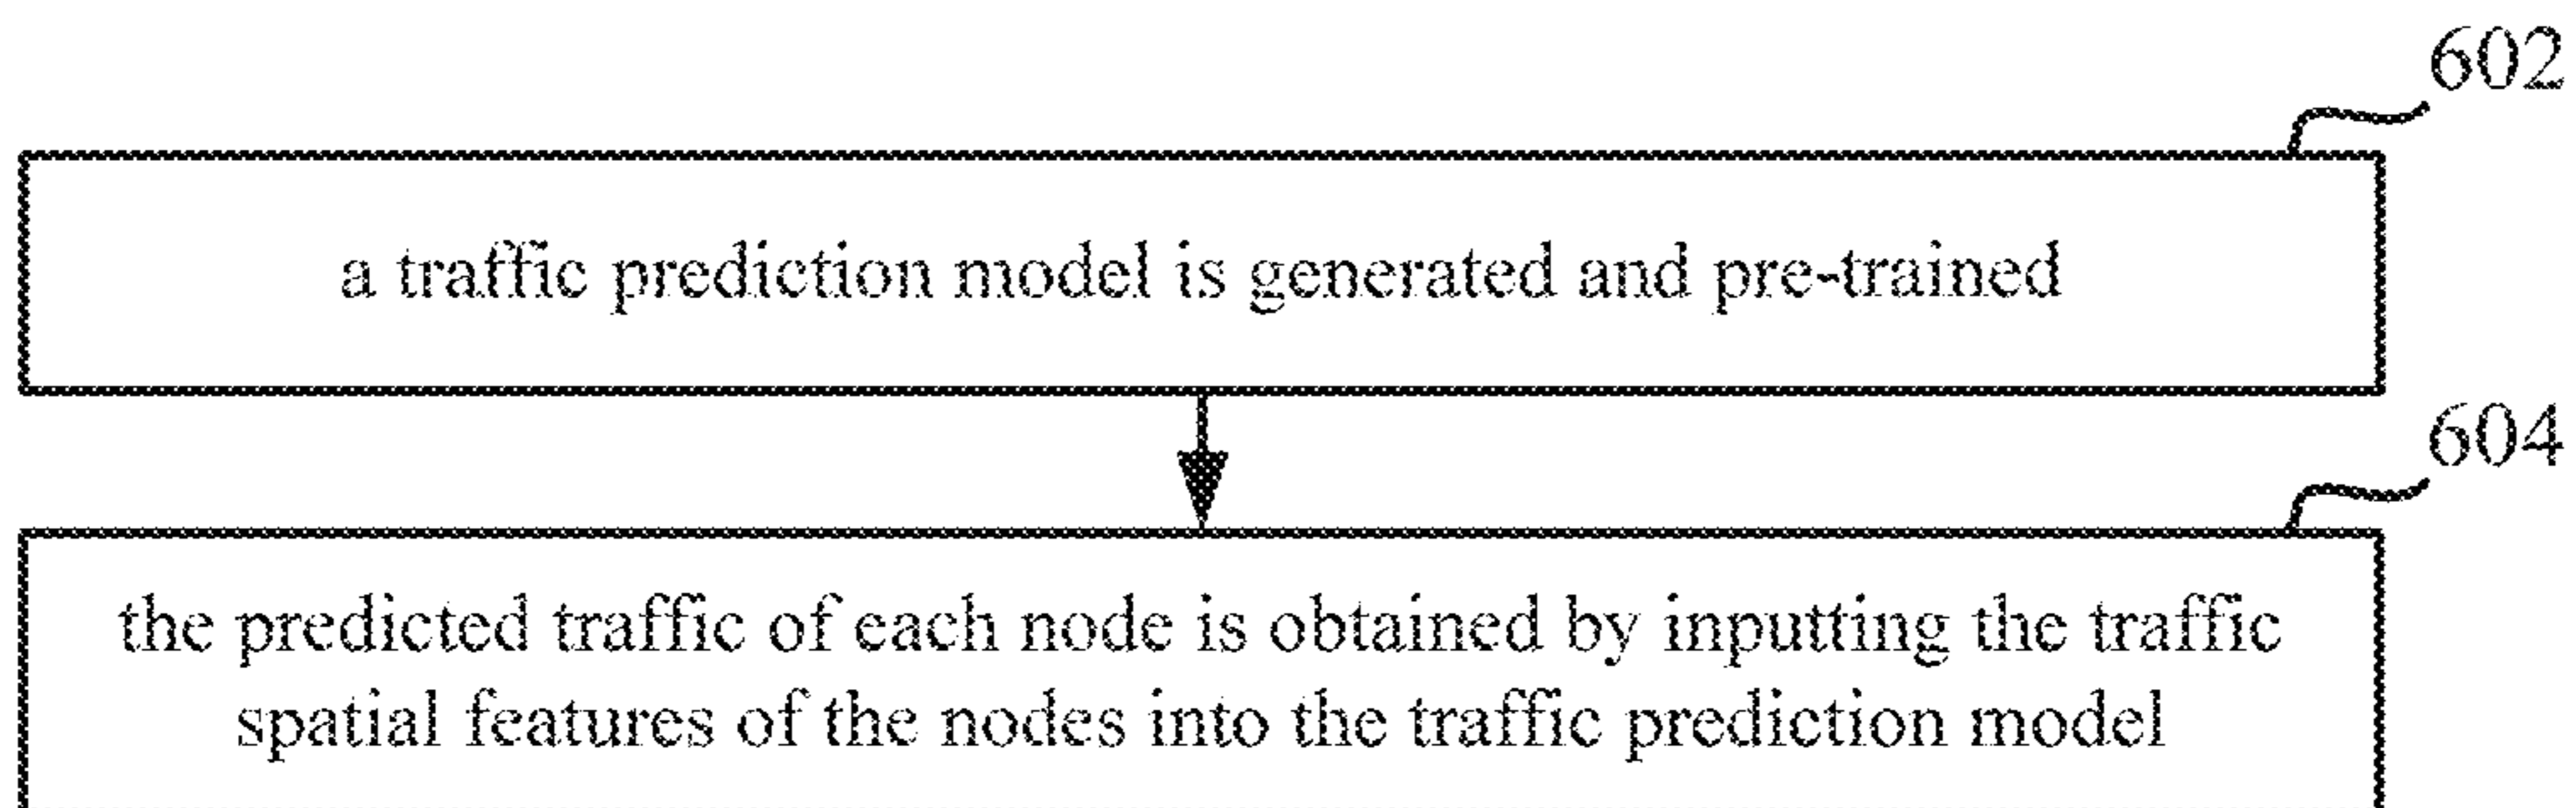 602
a traffic prediction model is generated and pre-trained
604
the predicted traffic of each node is obtained by inputting the traffic
spatial features of the nodes into the traffic prediction model